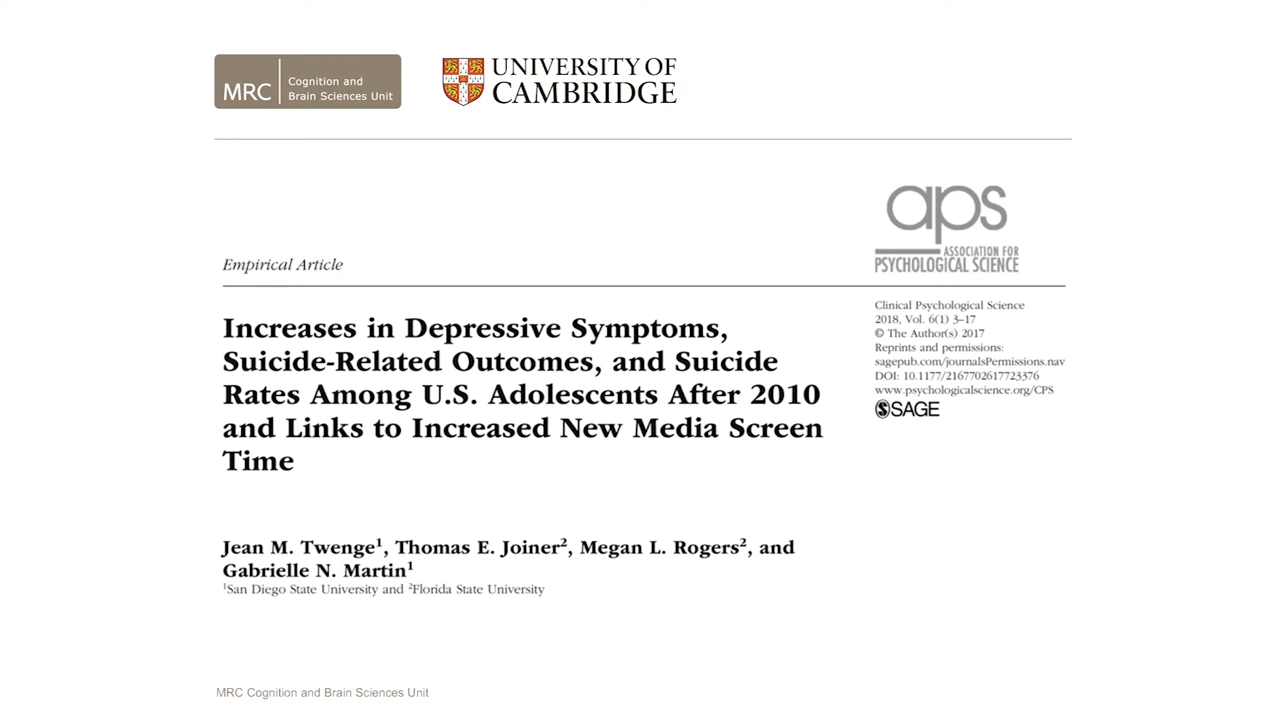 MRC
Cognition and
Brain Sciences Unit
UNIVERSITY OF
CAMBRIDGE
aps
ASSOCIATION FOR
PSYCHOLOGICAL SCIENCE
Empirical Article
Clinical Psychological Science
2018, Vol. 6(1) 3–17
© The Author(s) 2017
Reprints and permissions:
sagepub.com/journalsPermissions.nav
DOI: 10.1177/2167702617723376
www.psychologicalscience.org/CPS
SAGE
Increases in Depressive Symptoms,
Suicide-Related Outcomes, and Suicide
Rates Among U.S. Adolescents After 2010
and Links to Increased New Media Screen
Time
Jean M. Twenge¹, Thomas E. Joiner², Megan L. Rogers², and
Gabrielle N. Martin¹
¹San Diego State University and ²Florida State University
MRC Cognition and Brain Sciences Unit